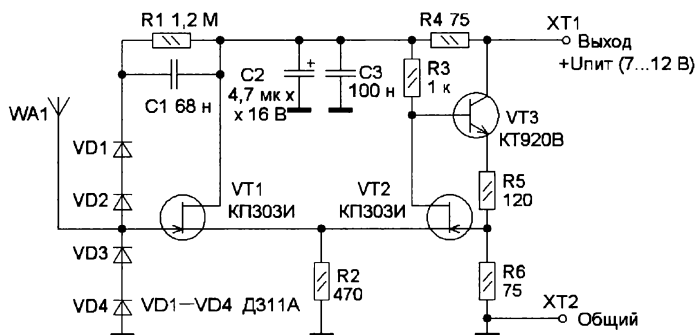 R1 1,2 М
R4 75
XT1
Выход
+Uпит (7...12 В)
C2
4,7 мк х
х 16 В
+
C3
100 н
R3
1 к
C1 68 н
WA1
VT3
КТ920В
VD1
VD2
VT1
КП303И
VT2
КП303И
R5
120
VD3
R2
470
R6
75
VD4
VD1—VD4 Д311А
XT2
Общий